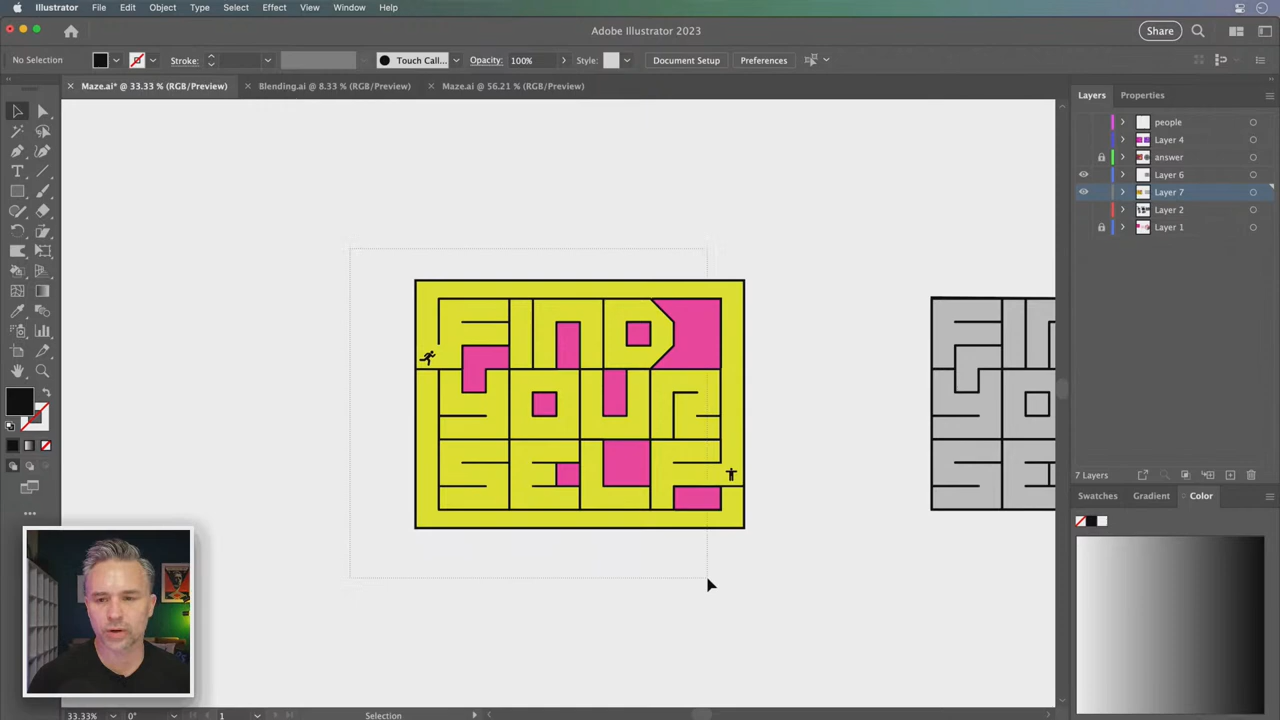 Illustrator File Edit Object Type Select Effect View Window Help
Adobe Illustrator 2023
Share
No Selection Stroke: Touch Call... Opacity: 100% Style: Document Setup Preferences
Maze.ai* @ 33.33 % (RGB/Preview) Blending.ai @ 8.33 % (RGB/Preview) Maze.ai @ 56.21 % (RGB/Preview)
Layers Properties
people
Layer 4
answer
Layer 6
Layer 7
Layer 2
Layer 1
FIND
YOUR
SELF
7 Layers
Swatches Gradient Color
33.33% 0° 1 Selection